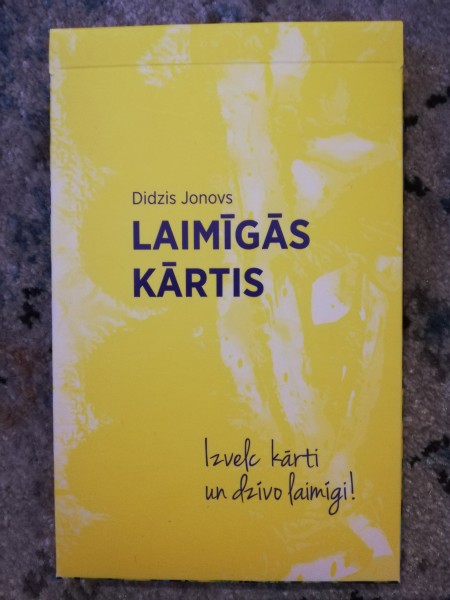 Didzis Jonovs
LAIMĪGĀS
KĀRTIS
Izvelc kārti
un dzīvo laimīgi!